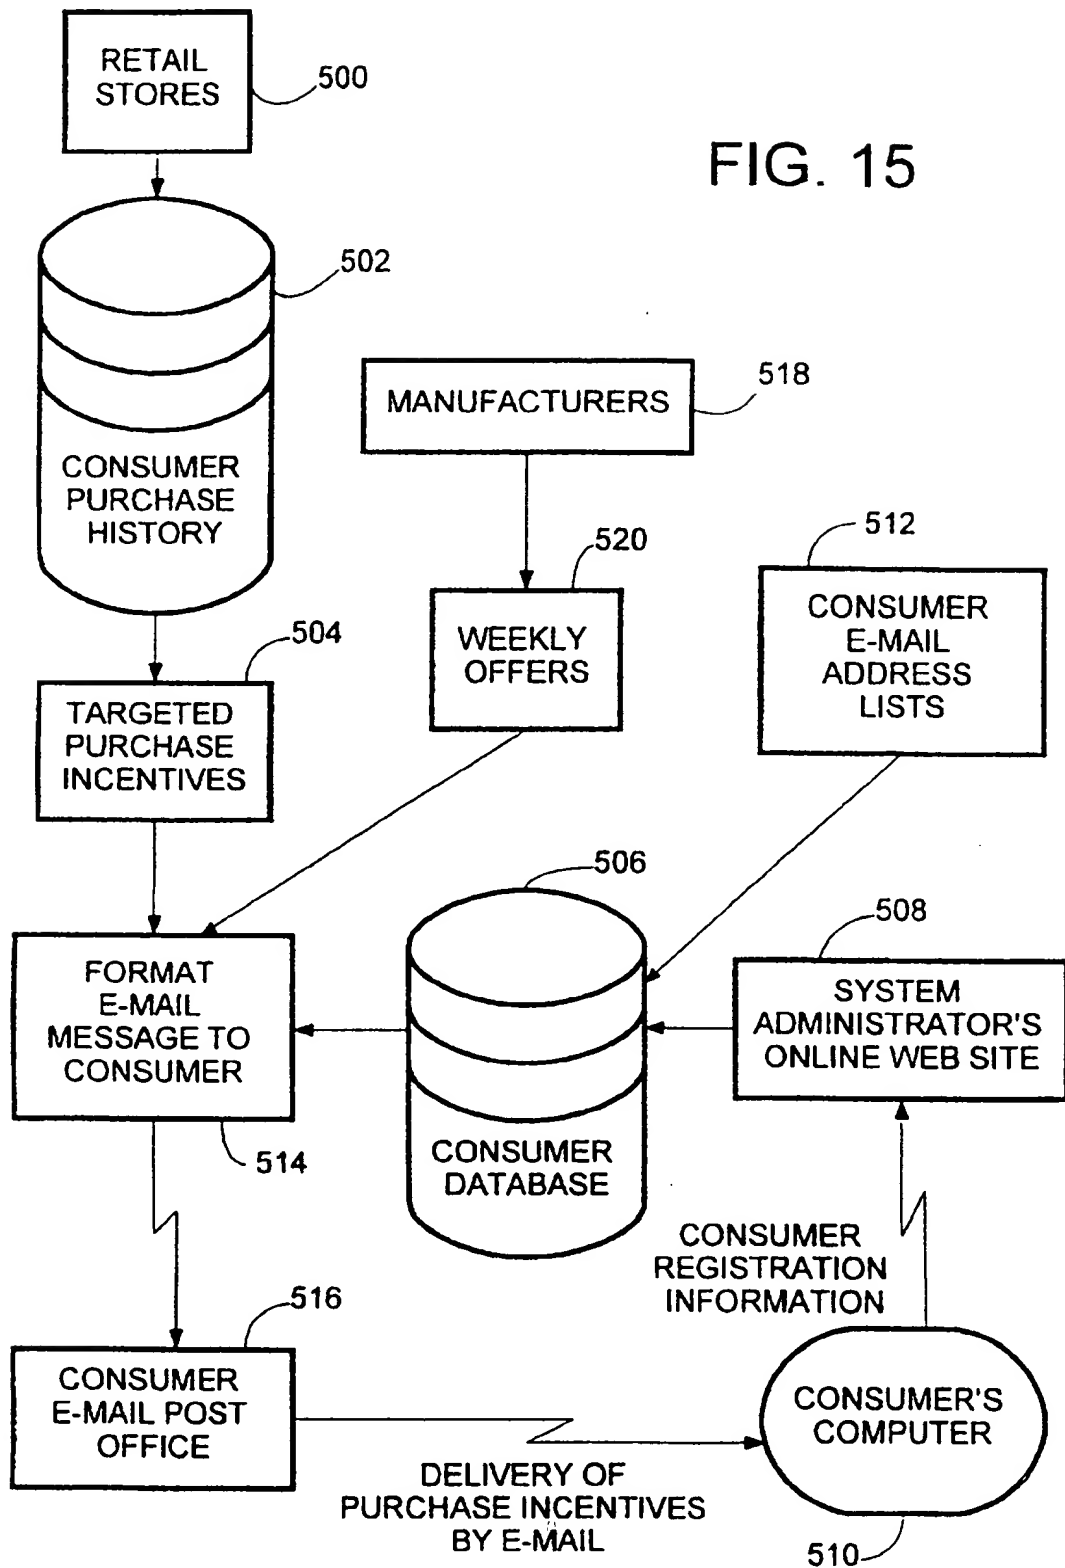 RETAIL
STORES
500
FIG. 15
502
CONSUMER
PURCHASE
HISTORY
MANUFACTURERS
518
520
512
WEEKLY
OFFERS
CONSUMER
E-MAIL
ADDRESS
LISTS
504
TARGETED
PURCHASE
INCENTIVES
506
508
FORMAT
E-MAIL
MESSAGE TO
CONSUMER
SYSTEM
ADMINISTRATOR'S
ONLINE WEB SITE
CONSUMER
DATABASE
514
CONSUMER
REGISTRATION
INFORMATION
516
CONSUMER
E-MAIL POST
OFFICE
CONSUMER'S
COMPUTER
DELIVERY OF
PURCHASE INCENTIVES
BY E-MAIL
510